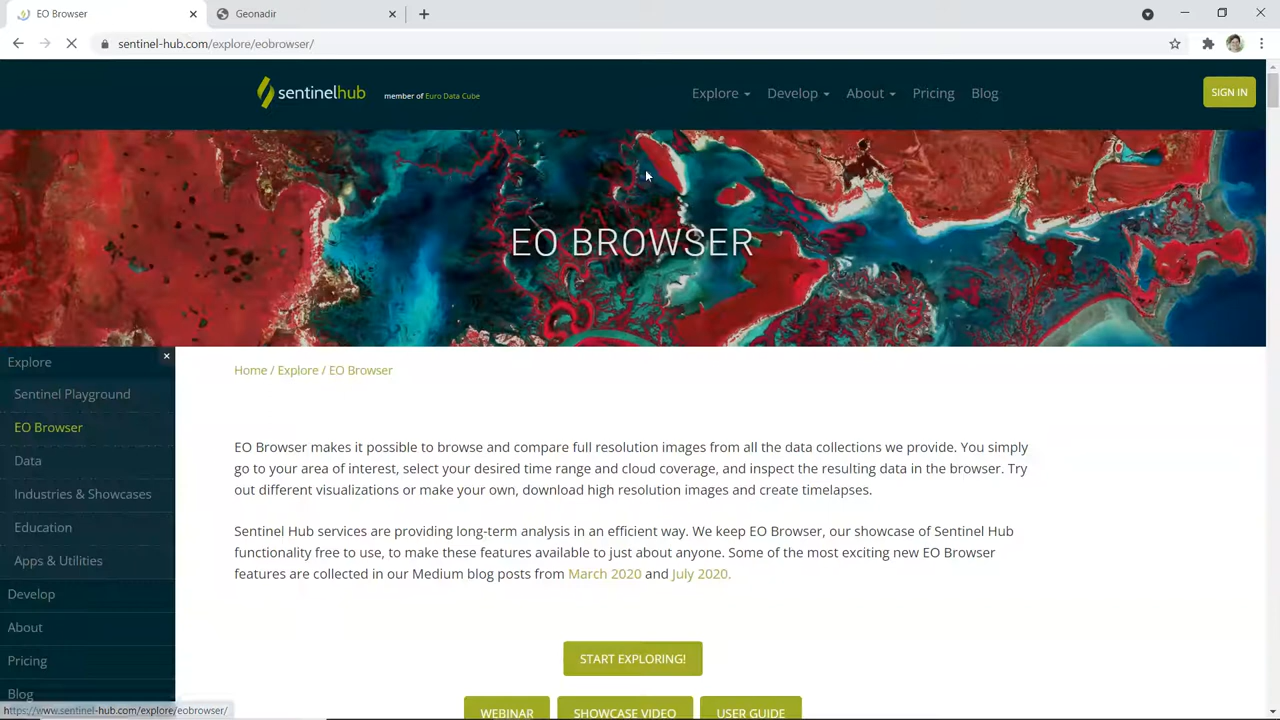 EO Browser
Geonadir
sentinel-hub.com/explore/eobrowser/
sentinelhub
member of Euro Data Cube
Explore
Develop
About
Pricing
Blog
SIGN IN
EO BROWSER
Explore
Sentinel Playground
EO Browser
Data
Industries & Showcases
Education
Apps & Utilities
Develop
About
Pricing
Blog
Home / Explore / EO Browser
EO Browser makes it possible to browse and compare full resolution images from all the data collections we provide. You simply
go to your area of interest, select your desired time range and cloud coverage, and inspect the resulting data in the browser. Try
out different visualizations or make your own, download high resolution images and create timelapses.
Sentinel Hub services are providing long-term analysis in an efficient way. We keep EO Browser, our showcase of Sentinel Hub
functionality free to use, to make these features available to just about anyone. Some of the most exciting new EO Browser
features are collected in our Medium blog posts from March 2020 and July 2020.
START EXPLORING!
WEBINAR
SHOWCASE VIDEO
USER GUIDE
https://www.sentinel-hub.com/explore/eobrowser/